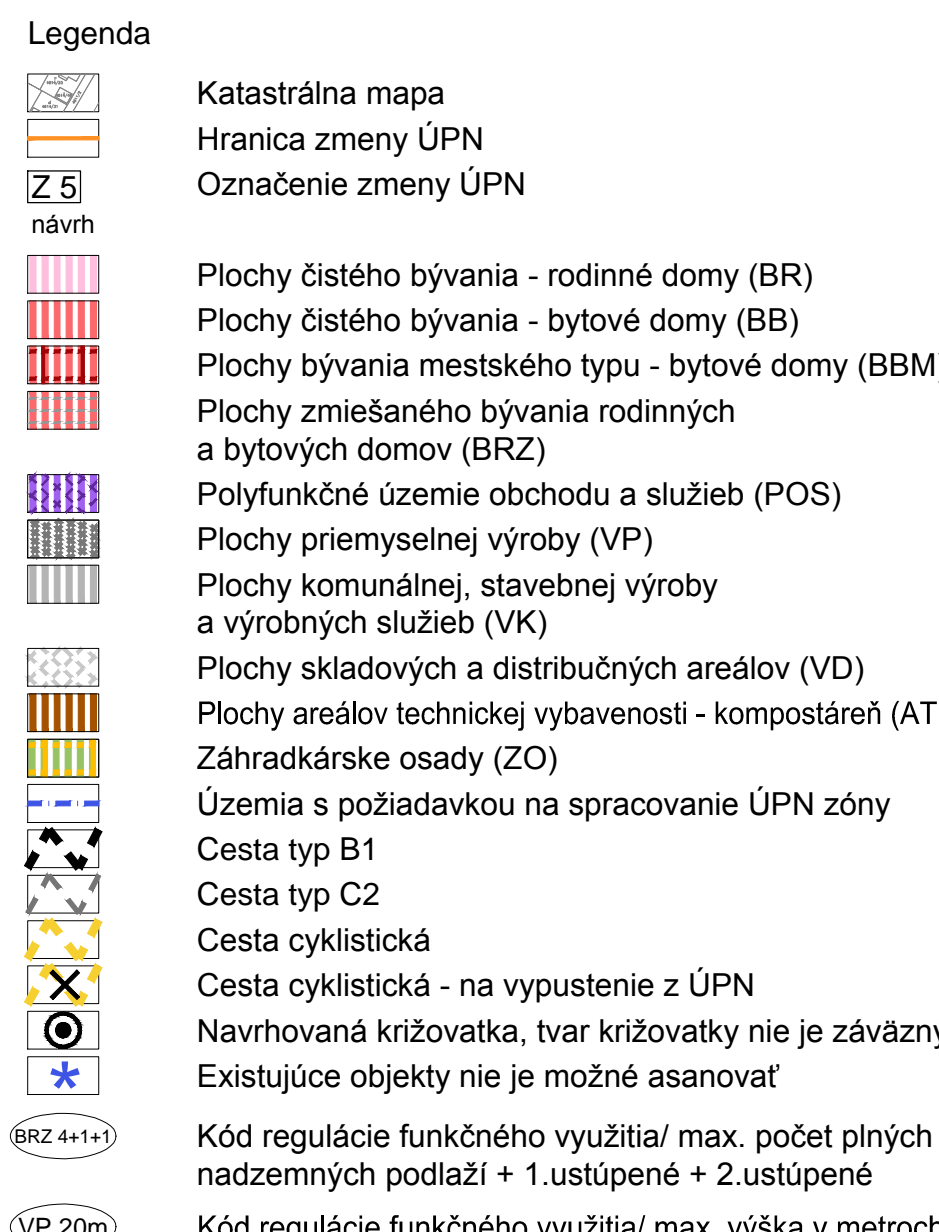 Legenda
Katastrálna mapa
Hranica zmeny ÚPN
Z 5 Označenie zmeny ÚPN
návrh
Plochy čistého bývania - rodinné domy (BR)
Plochy čistého bývania - bytové domy (BB)
Plochy bývania mestského typu - bytové domy (BBM)
Plochy zmiešaného bývania rodinných
a bytových domov (BRZ)
Polyfunkčné územie obchodu a služieb (POS)
Plochy priemyselnej výroby (VP)
Plochy komunálnej, stavebnej výroby
a výrobných služieb (VK)
Plochy skladových a distribučných areálov (VD)
Plochy areálov technickej vybavenosti - kompostáreň (AT
Záhradkárske osady (ZO)
Územia s požiadavkou na spracovanie ÚPN zóny
Cesta typ B1
Cesta typ C2
Cesta cyklistická
Cesta cyklistická - na vypustenie z ÚPN
Navrhovaná križovatka, tvar križovatky nie je záväzný
Existujúce objekty nie je možné asanovať
BRZ 4+1+1 Kód regulácie funkčného využitia/ max. počet plných
nadzemných podlaží + 1.ustúpené + 2.ustúpené
VP 20m Kód regulácie funkčného využitia/ max. výška v metroch